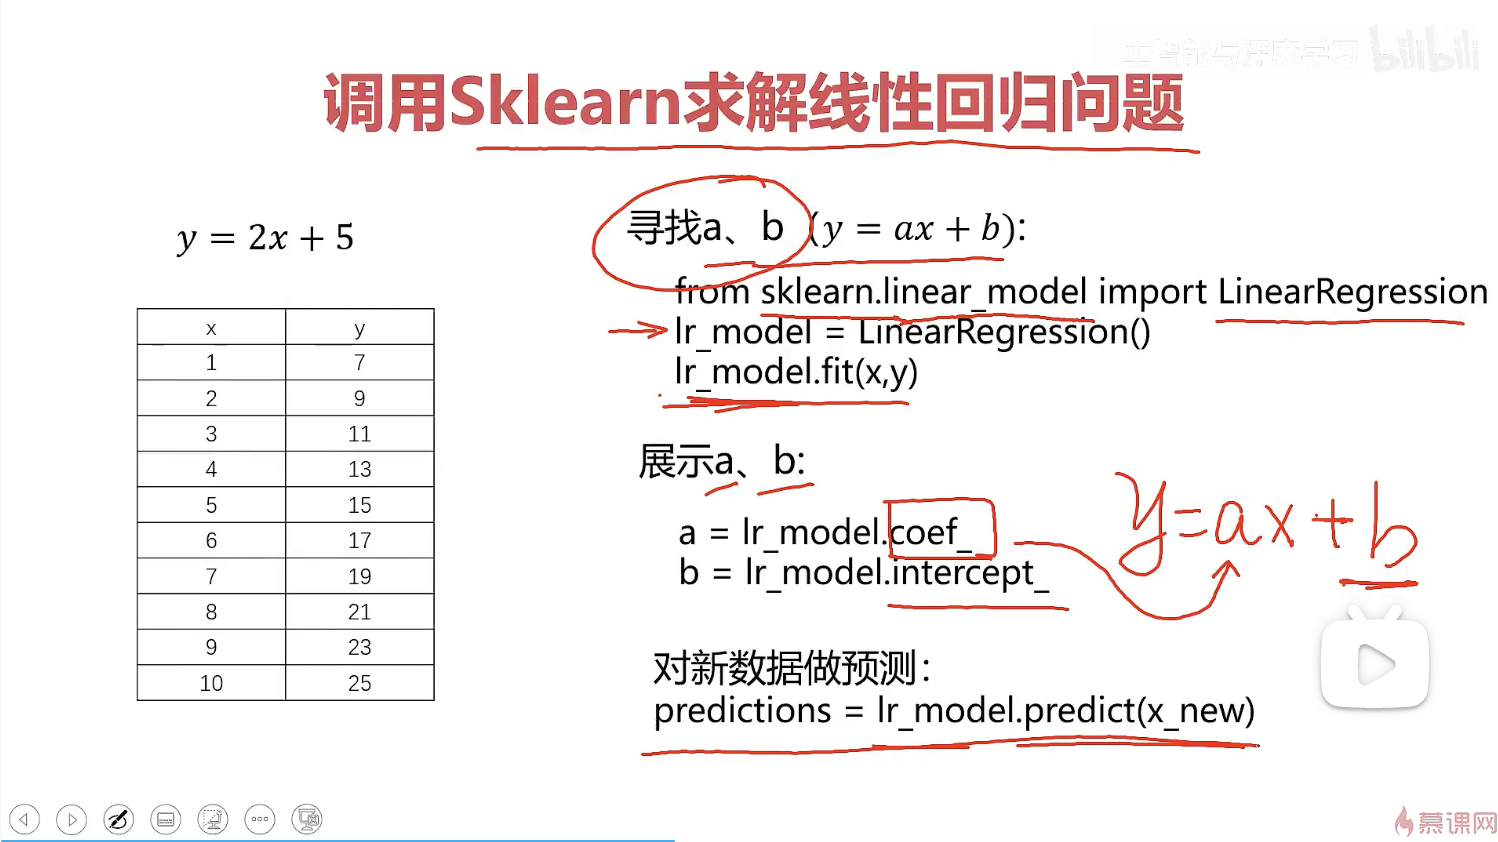 bilibili
调用Sklearn求解线性回归问题
y = 2x + 5
x y
1 7
2 9
3 11
4 13
5 15
6 17
7 19
8 21
9 23
10 25
寻找a、b（y = ax + b）:
from sklearn.linear_model import LinearRegression
lr_model = LinearRegression()
lr_model.fit(x,y)
展示a、b:
a = lr_model.coef_
b = lr_model.intercept_
y=ax+b
对新数据做预测：
predictions = lr_model.predict(x_new)
慕课网